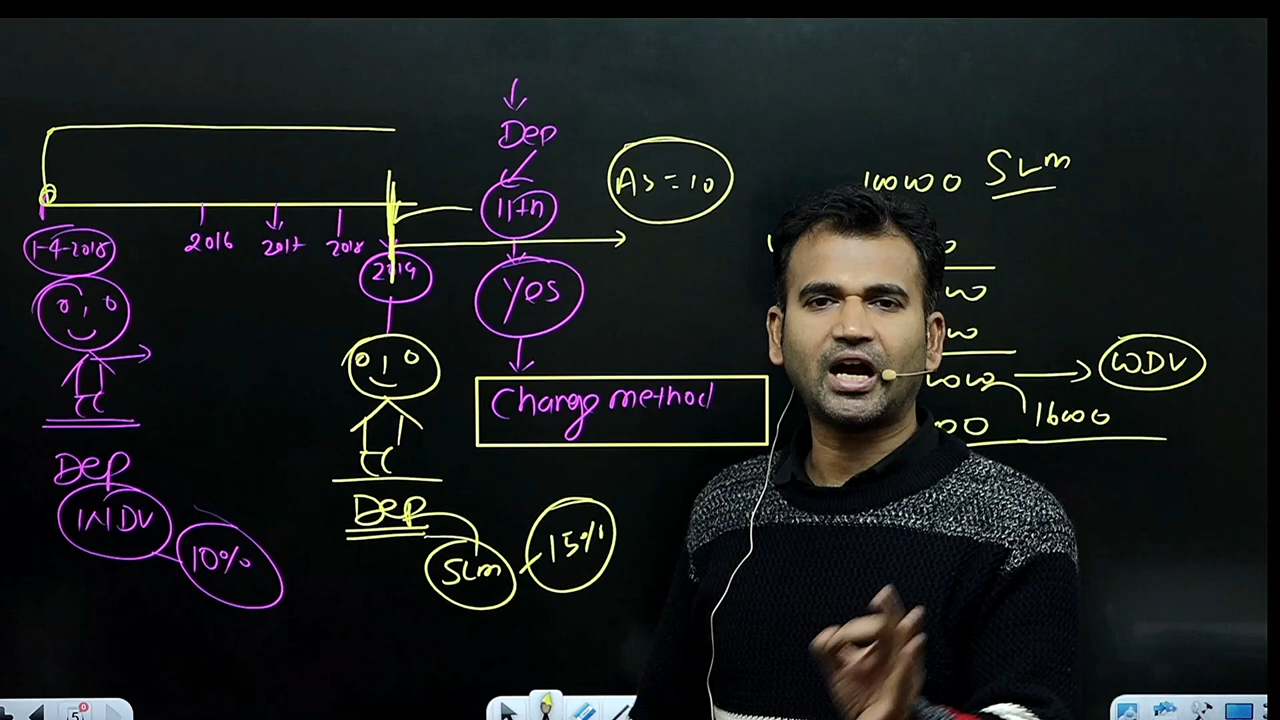 Dep
11th
Yes
Change method
AS = 10
1-4-2015
2016
2017
2018
2019
Dep
WDV
10%
Dep
SLM
15%
SLM
WDV
16000